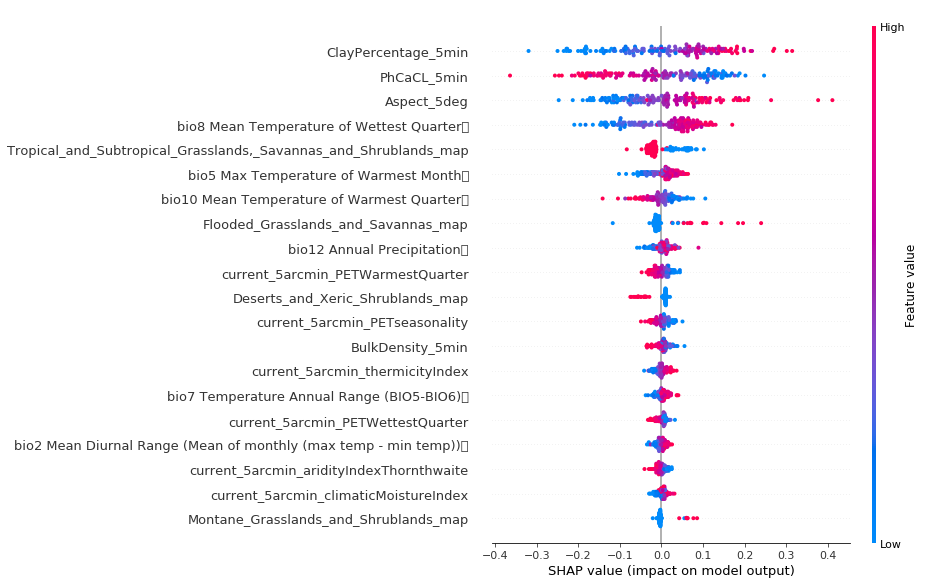 High
ClayPercentage_5min
PhCaCL_5min
Aspect_5deg
bio8 Mean Temperature of Wettest Quarter▯
Tropical_and_Subtropical_Grasslands,_Savannas_and_Shrublands_map
bio5 Max Temperature of Warmest Month▯
bio10 Mean Temperature of Warmest Quarter▯
Flooded_Grasslands_and_Savannas_map
bio12 Annual Precipitation▯
current_5arcmin_PETWarmestQuarter
Deserts_and_Xeric_Shrublands_map
current_5arcmin_PETseasonality
BulkDensity_5min
current_5arcmin_thermicityIndex
bio7 Temperature Annual Range (BIO5-BIO6)▯
current_5arcmin_PETWettestQuarter
bio2 Mean Diurnal Range (Mean of monthly (max temp - min temp))▯
current_5arcmin_aridityIndexThornthwaite
current_5arcmin_climaticMoistureIndex
Montane_Grasslands_and_Shrublands_map
Feature value
Low
−0.4 −0.3 −0.2 −0.1 0.0 0.1 0.2 0.3 0.4
SHAP value (impact on model output)